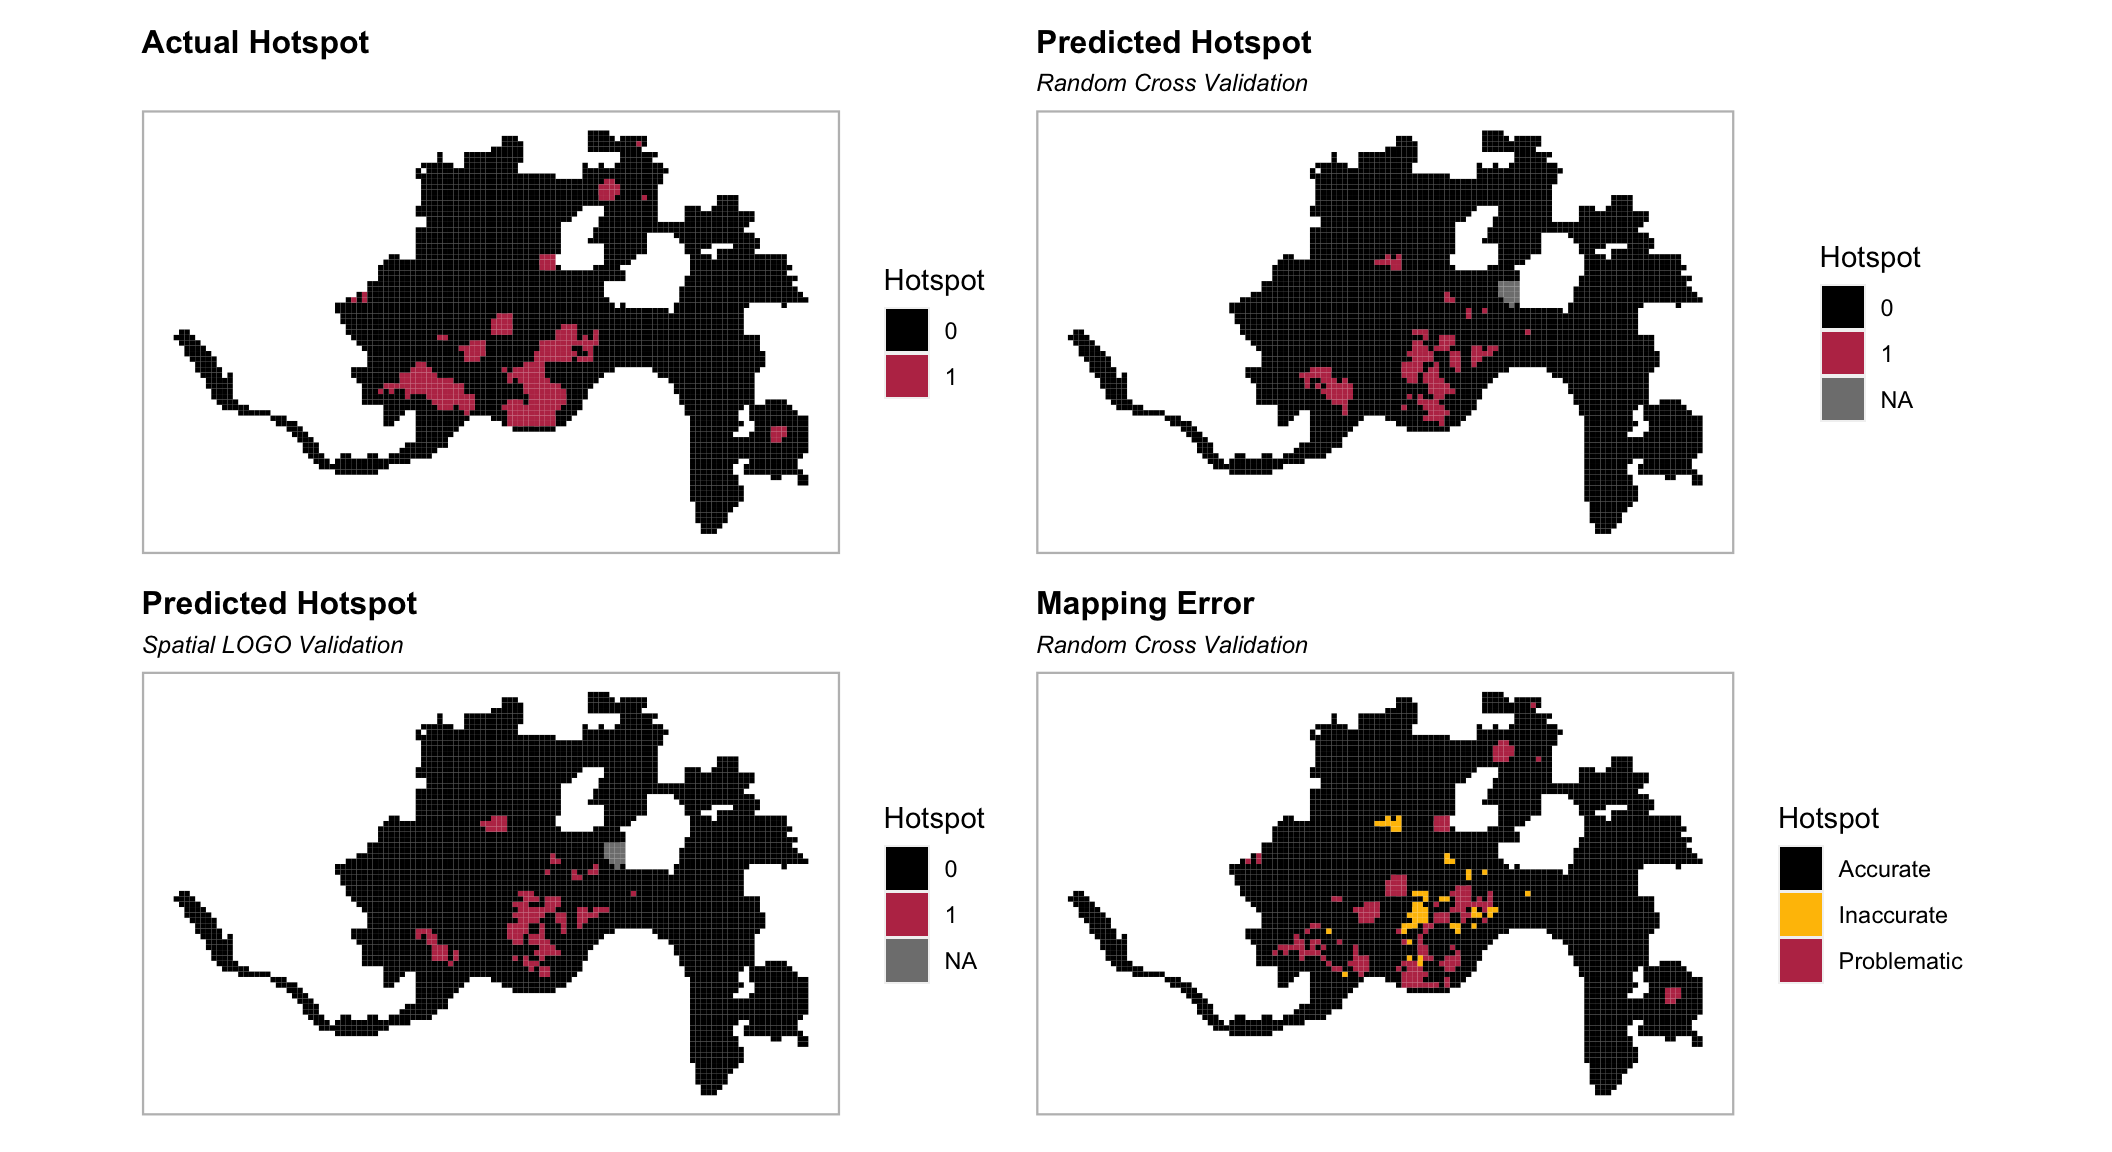 Actual Hotspot
Hotspot
0
1
Predicted Hotspot
Random Cross Validation
Hotspot
0
1
NA
Predicted Hotspot
Spatial LOGO Validation
Hotspot
0
1
NA
Mapping Error
Random Cross Validation
Hotspot
Accurate
Inaccurate
Problematic